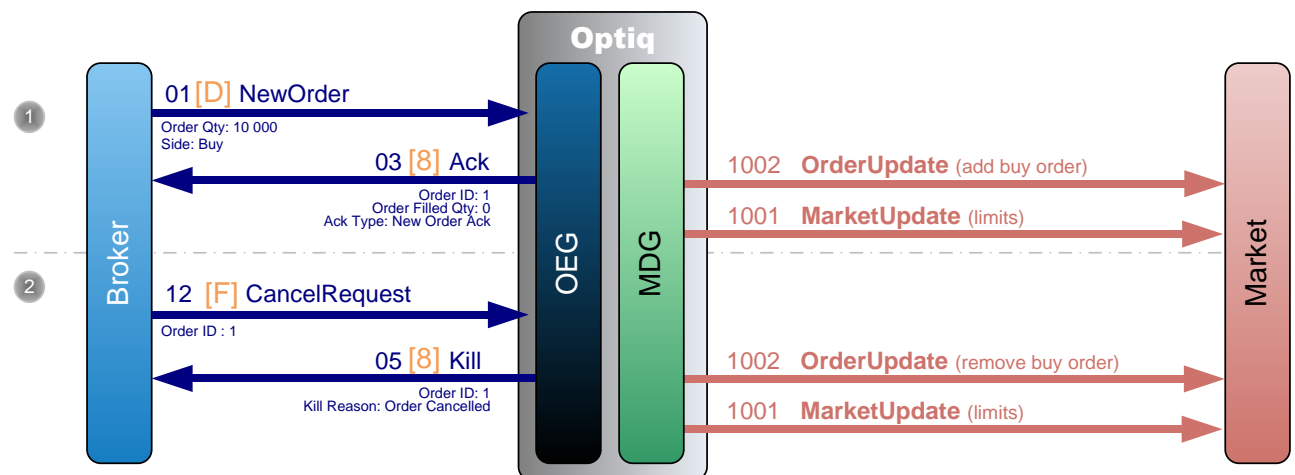 Optiq
1
01 [D] NewOrder
Order Qty: 10 000
Side: Buy
03 [8] Ack
Order ID: 1
Order Filled Qty: 0
Ack Type: New Order Ack
1002 OrderUpdate (add buy order)
1001 MarketUpdate (limits)
Broker
OEG
MDG
Market
2
12 [F] CancelRequest
Order ID : 1
05 [8] Kill
Order ID: 1
Kill Reason: Order Cancelled
1002 OrderUpdate (remove buy order)
1001 MarketUpdate (limits)